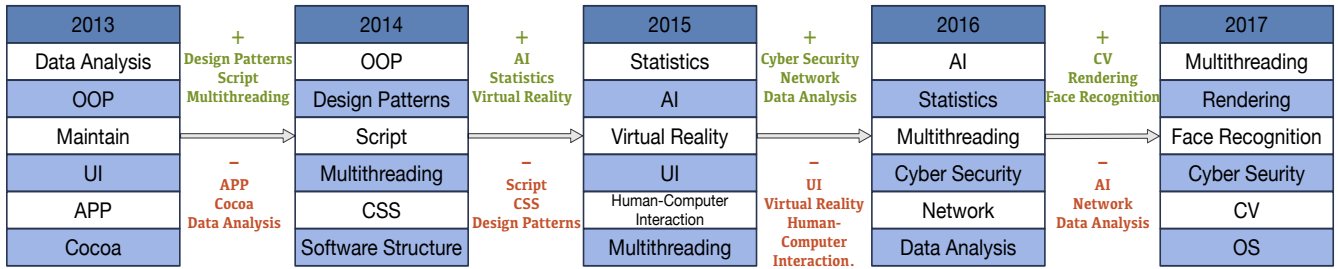 2013
Data Analysis
OOP
Maintain
UI
APP
Cocoa
+
Design Patterns
Script
Multithreading
−
APP
Cocoa
Data Analysis
2014
OOP
Design Patterns
Script
Multithreading
CSS
Software Structure
+
AI
Statistics
Virtual Reality
−
Script
CSS
Design Patterns
2015
Statistics
AI
Virtual Reality
UI
Human-Computer
Interaction
Multithreading
+
Cyber Security
Network
Data Analysis
−
UI
Virtual Reality
Human-
Computer
Interaction.
2016
AI
Statistics
Multithreading
Cyber Security
Network
Data Analysis
+
CV
Rendering
Face Recognition
−
AI
Network
Data Analysis
2017
Multithreading
Rendering
Face Recognition
Cyber Seurity
CV
OS